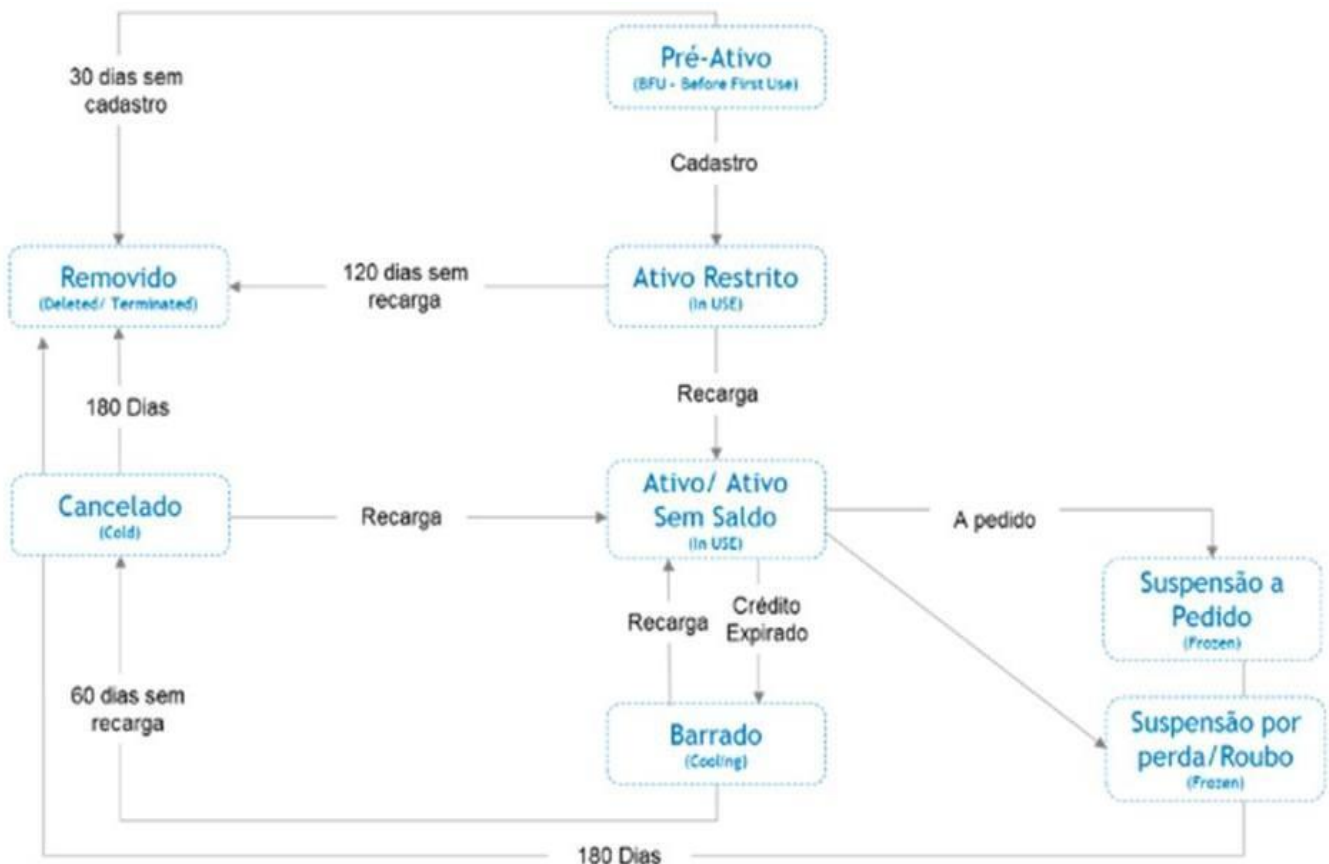 Pré-Ativo
(BFU - Before First Use)
30 dias sem
cadastro
Cadastro
Removido
(Deleted/ Terminated)
120 dias sem
recarga
Ativo Restrito
(In USE)
180 Dias
Recarga
Cancelado
(Cold)
Recarga
Ativo/ Ativo
Sem Saldo
(In USE)
A pedido
Suspensão a
Pedido
(Frozen)
Recarga
Crédito
Expirado
60 dias sem
recarga
Barrado
(Cooling)
Suspensão por
perda/Roubo
(Frozen)
180 Dias